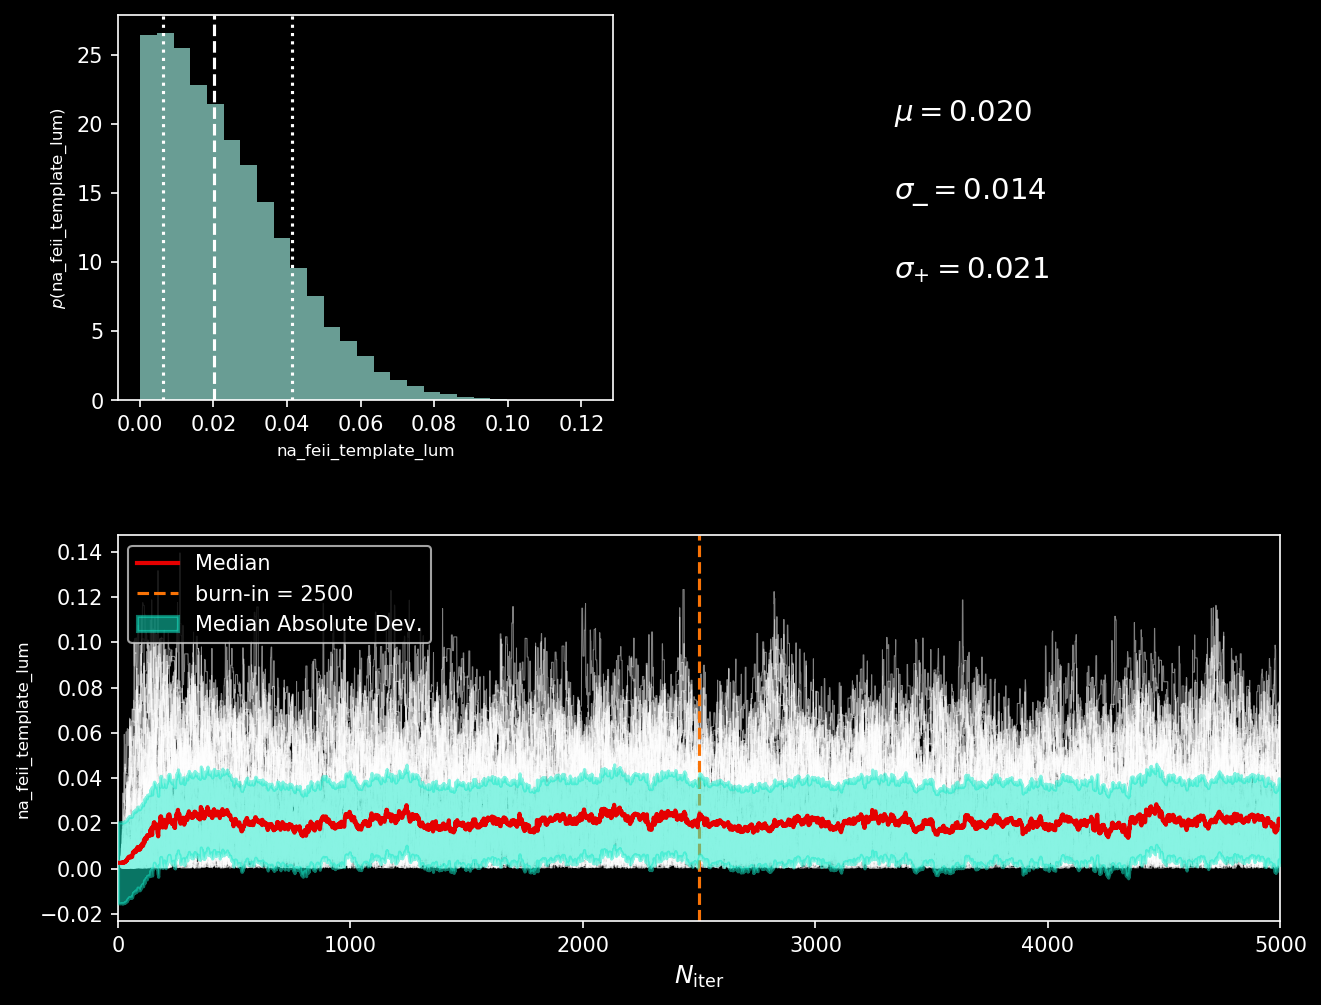 25
20
15
10
5
0
p(na_feii_template_lum)
0.00 0.02 0.04 0.06 0.08 0.10 0.12
na_feii_template_lum
μ = 0.020
σ_ = 0.014
σ+ = 0.021
0.14
0.12
0.10
0.08
0.06
0.04
0.02
0.00
−0.02
na_feii_template_lum
Median
burn-in = 2500
Median Absolute Dev.
0 1000 2000 3000 4000 5000
Niter